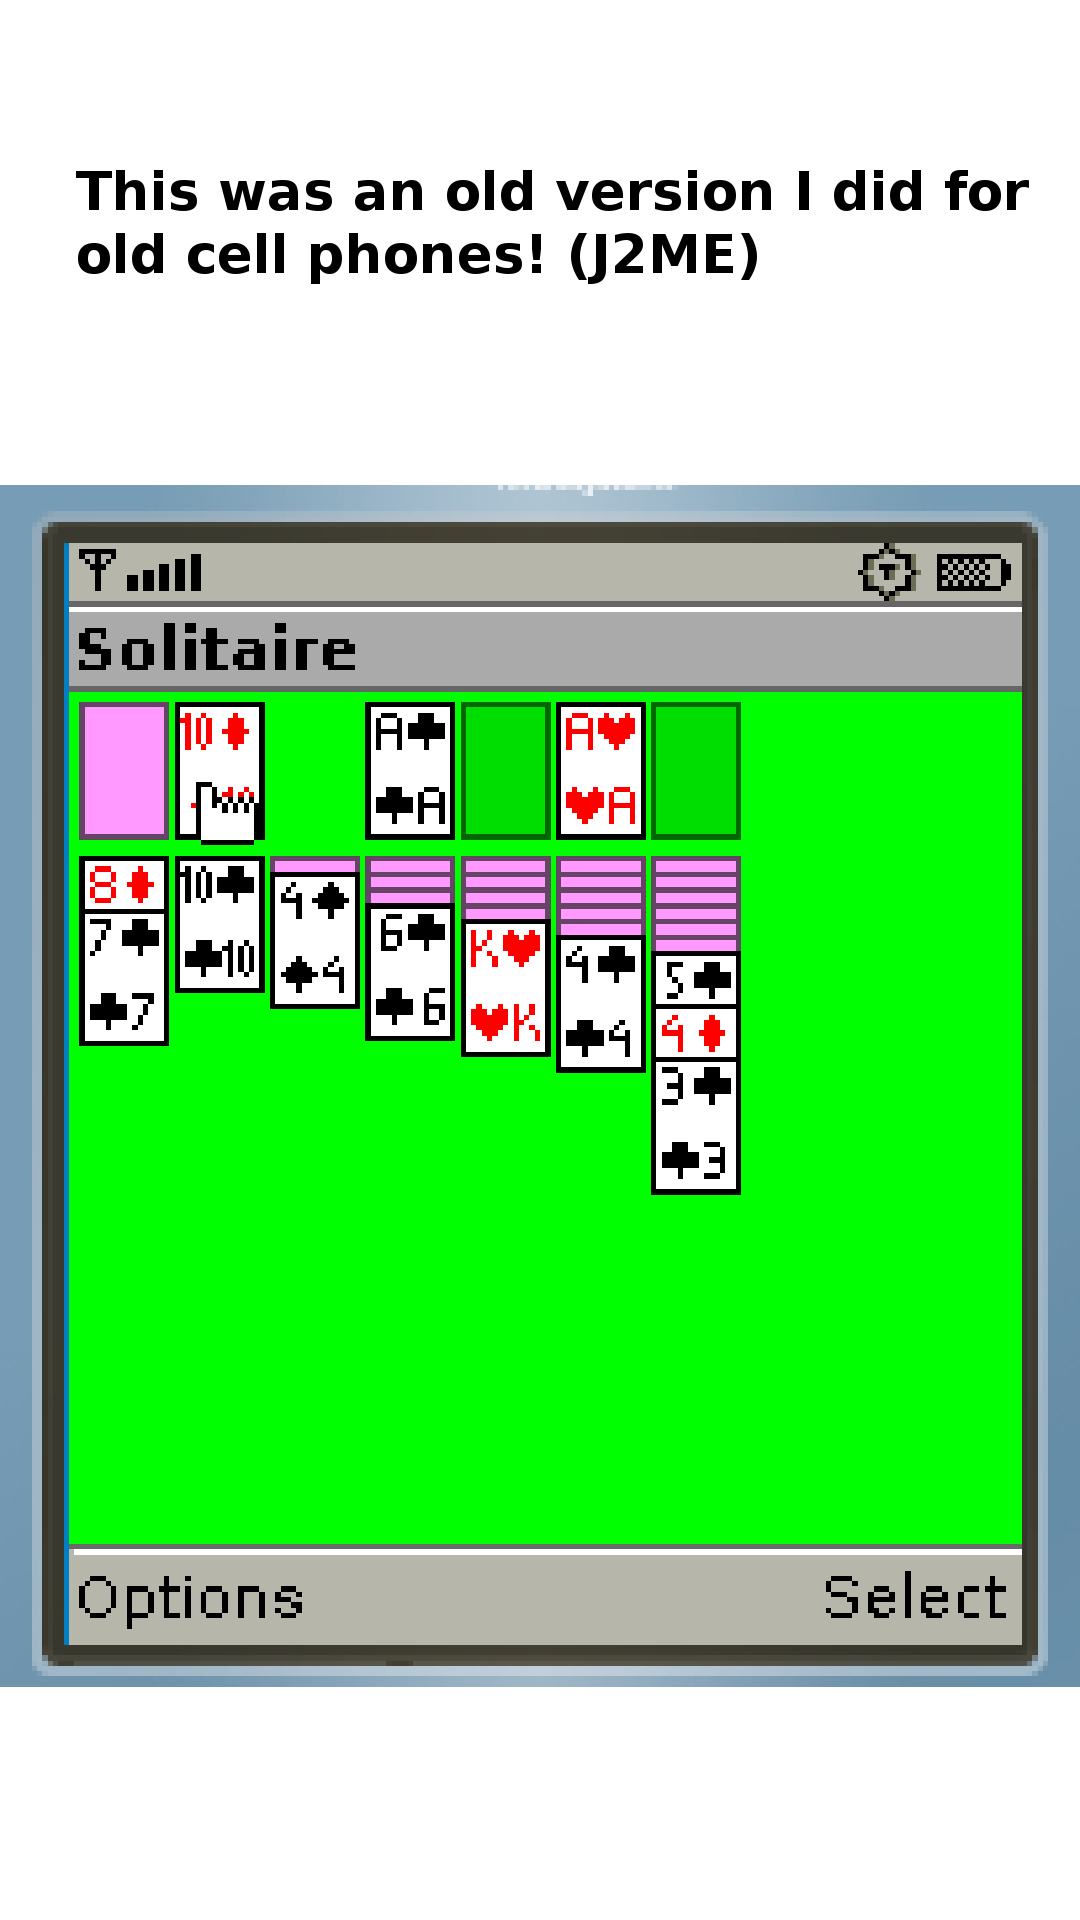 This was an old version I did for
old cell phones! (J2ME)
Solitaire
10♦ A♣ A♥
♣A ♥A
8♦ 10♣ 4♠ 6♣ K♥ 4♣ 5♣
7♣ ♣10 ♠4 ♣6 ♥K ♣4 4♦
♣7 3♣
♣3
Options Select